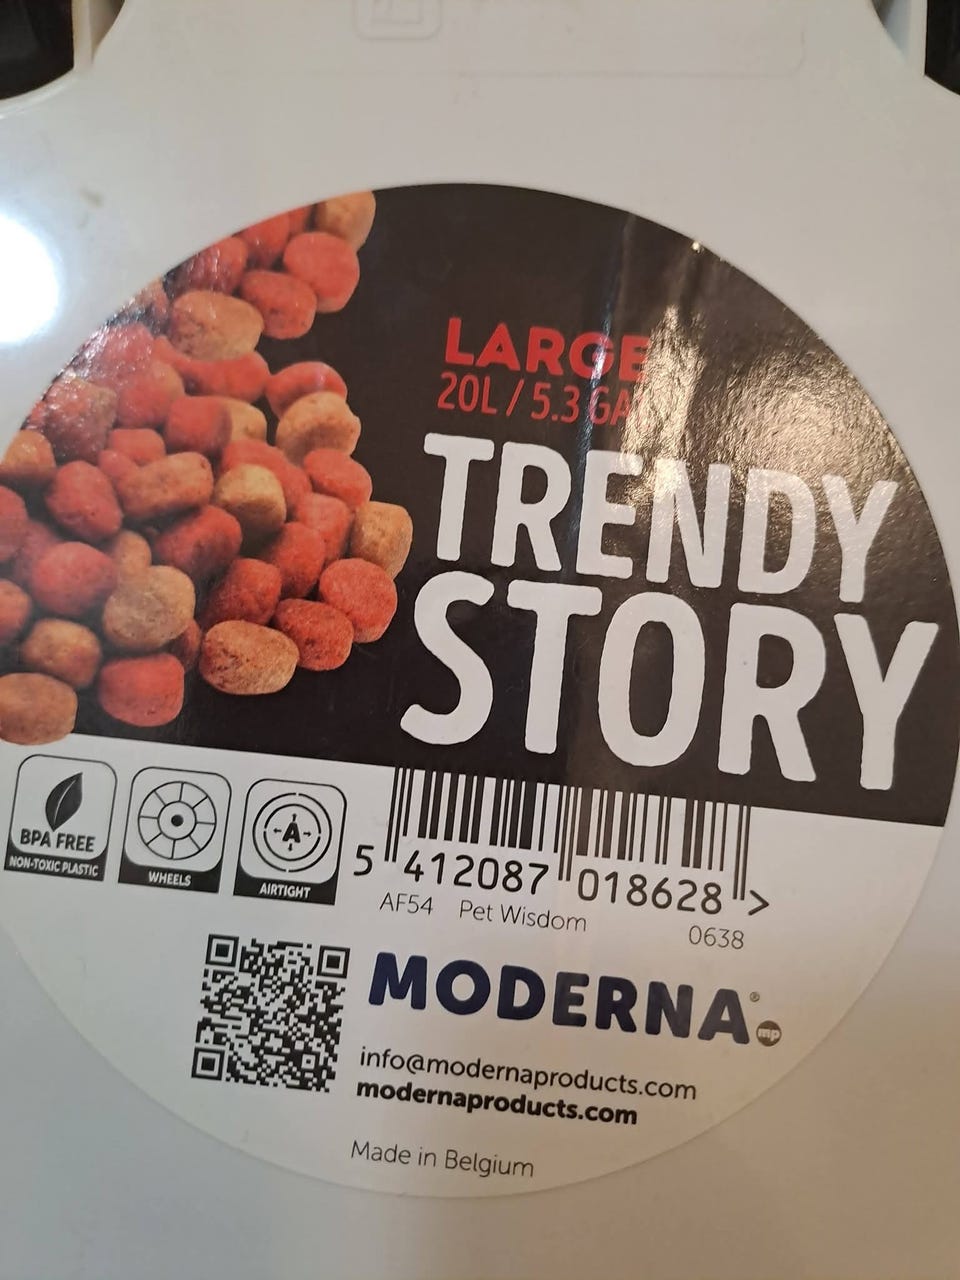 LARGE
20L / 5.3 GAL
TRENDY
STORY
BPA FREE
NON-TOXIC PLASTIC
WHEELS
A
AIRTIGHT
5 412087 018628 >
AF54 Pet Wisdom
0638
MODERNA®
mp
info@modernaproducts.com
modernaproducts.com
Made in Belgium